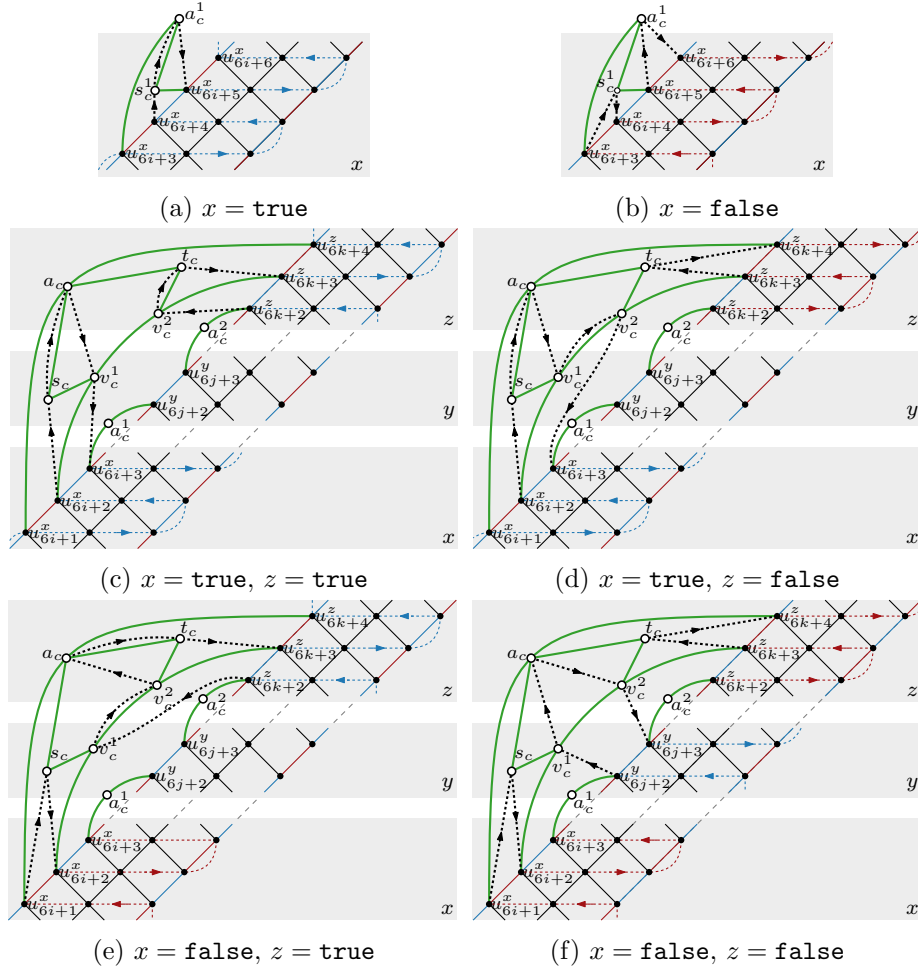 a_c^1 a_c^1
u_{6i+6}^x u_{6i+6}^x
s_c^1 u_{6i+5}^x s_c^1 u_{6i+5}^x
u_{6i+4}^x u_{6i+4}^x
u_{6i+3}^x x u_{6i+3}^x x
(a) x = true (b) x = false
t_c u_{6k+4}^z t_c u_{6k+4}^z
a_c u_{6k+3}^z a_c u_{6k+3}^z
v_c^2 u_{6k+2}^z z v_c^2 u_{6k+2}^z z
a_c^2 a_c^2
s_c v_c^1 u_{6j+3}^y s_c v_c^1 u_{6j+3}^y
u_{6j+2}^y y u_{6j+2}^y y
a_c^1 a_c^1
u_{6i+3}^x u_{6i+3}^x
u_{6i+2}^x u_{6i+2}^x
u_{6i+1}^x x u_{6i+1}^x x
(c) x = true, z = true (d) x = true, z = false
t_c u_{6k+4}^z t_c u_{6k+4}^z
a_c u_{6k+3}^z a_c u_{6k+3}^z
v_c^2 u_{6k+2}^z z v_c^2 u_{6k+2}^z z
a_c^2 a_c^2
s_c v_c^1 u_{6j+3}^y s_c v_c^1 u_{6j+3}^y
u_{6j+2}^y y u_{6j+2}^y y
a_c^1 a_c^1
u_{6i+3}^x u_{6i+3}^x
u_{6i+2}^x u_{6i+2}^x
u_{6i+1}^x x u_{6i+1}^x x
(e) x = false, z = true (f) x = false, z = false